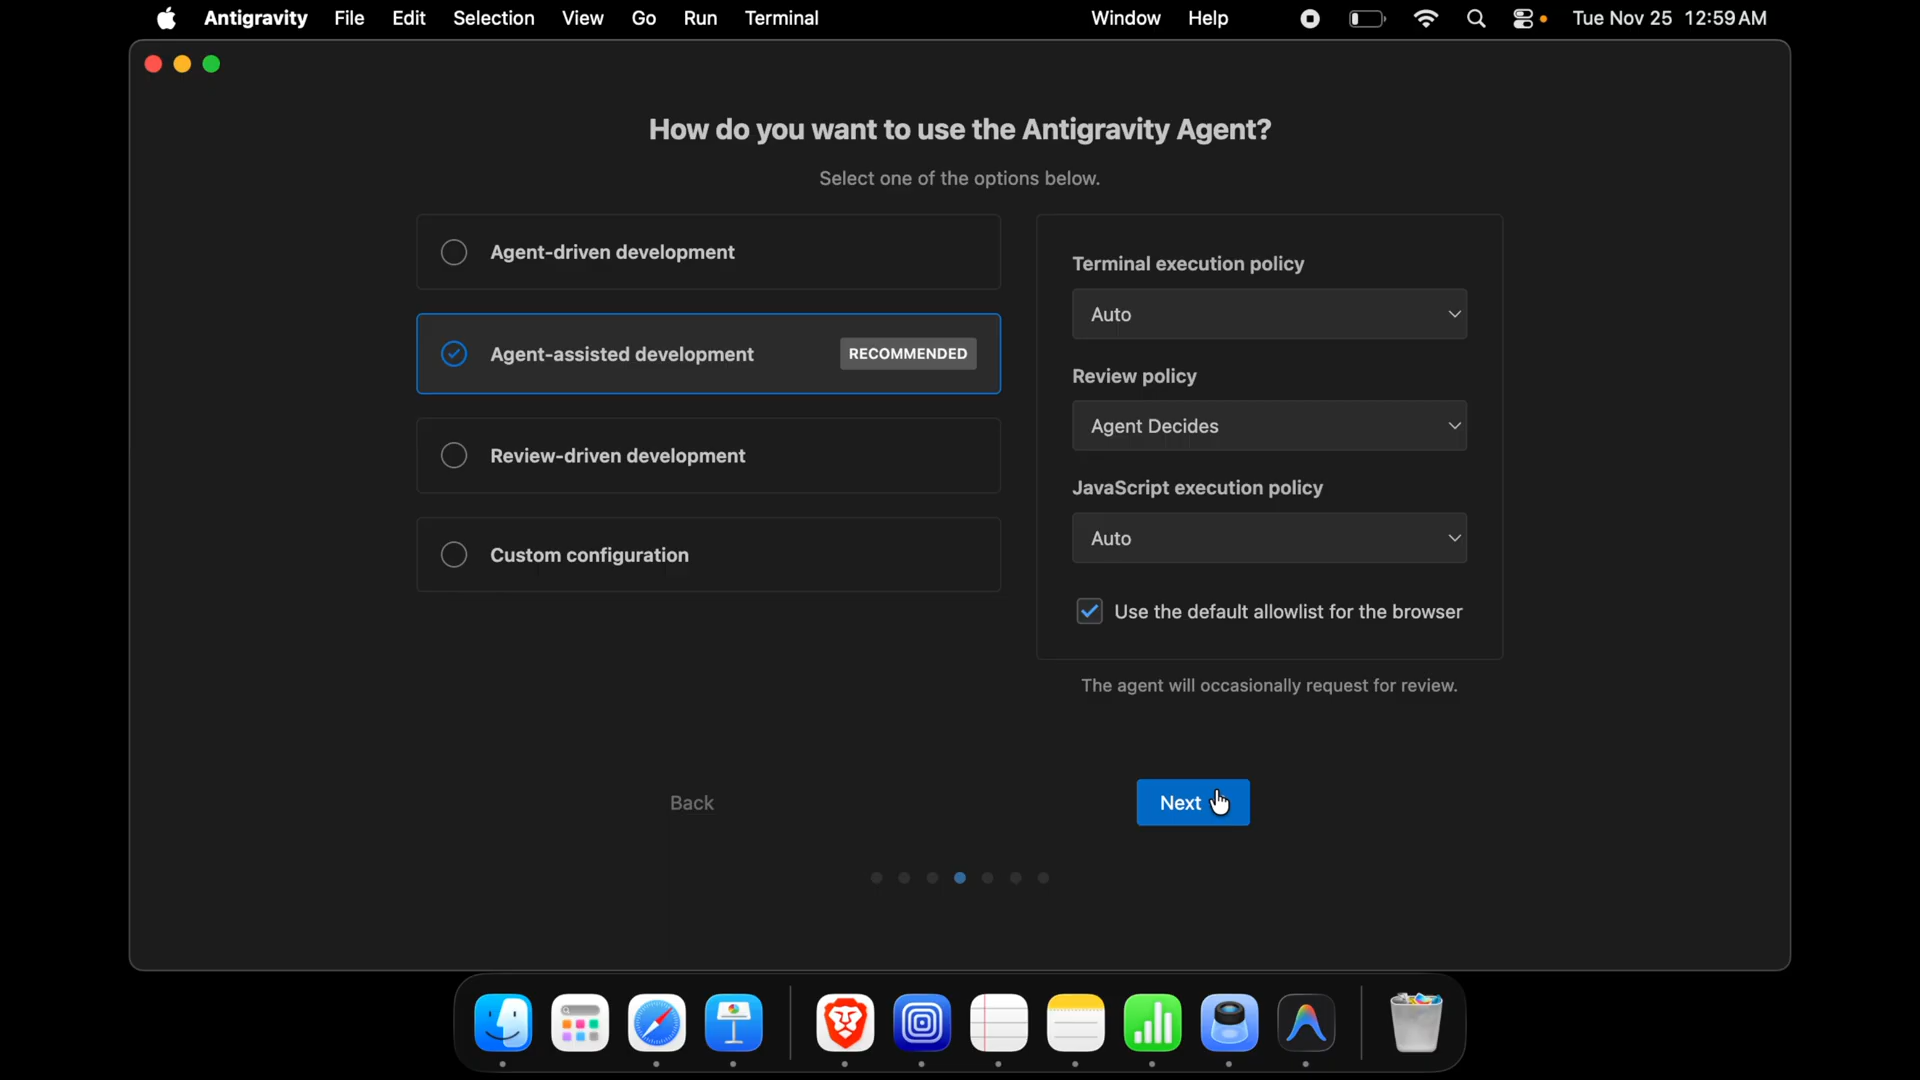 Antigravity File Edit Selection View Go Run Terminal Window Help Tue Nov 25 12:59 AM
How do you want to use the Antigravity Agent?
Select one of the options below.
Agent-driven development
Agent-assisted development RECOMMENDED
Review-driven development
Custom configuration
Terminal execution policy
Auto
Review policy
Agent Decides
JavaScript execution policy
Auto
Use the default allowlist for the browser
The agent will occasionally request for review.
Back
Next